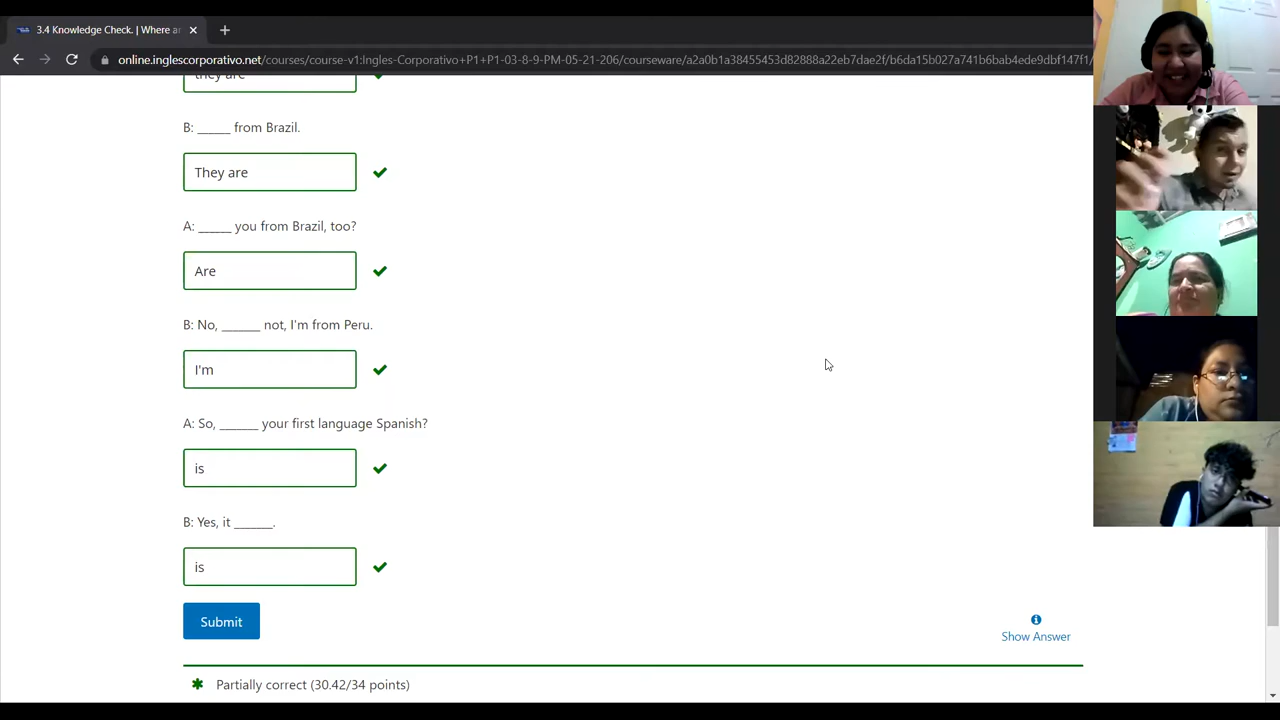 3.4 Knowledge Check. | Where a
online.inglescorporativo.net/courses/course-v1:Ingles-Corporativo+P1+P1-03-8-9-PM-05-21-206/courseware/a2a0b1a38455453d82888a22eb7dae2f/b6da15b027a741b6bab4ede9dbf147f1/
they are
B: _____ from Brazil.
They are
A: _____ you from Brazil, too?
Are
B: No, ______ not, I'm from Peru.
I'm
A: So, ______ your first language Spanish?
is
B: Yes, it ______.
is
Submit
Show Answer
Partially correct (30.42/34 points)